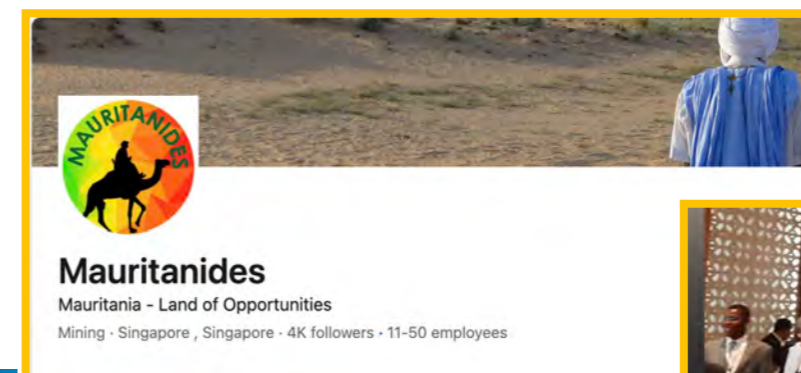 MAURITANIDES
Mauritanides
Mauritania - Land of Opportunities
Mining · Singapore , Singapore · 4K followers · 11-50 employees